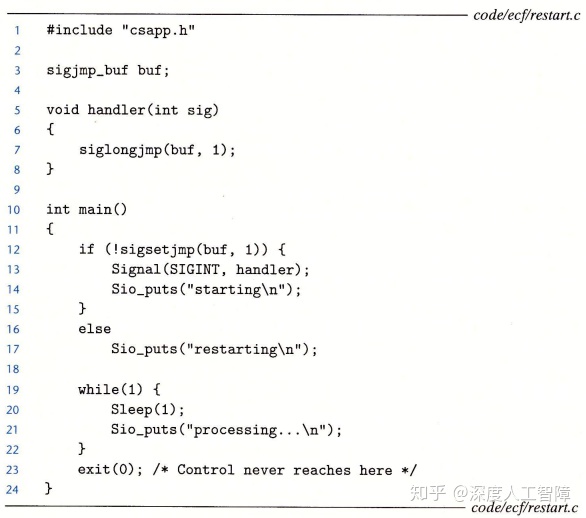 code/ecf/restart.c
1 #include "csapp.h"
2
3 sigjmp_buf buf;
4
5 void handler(int sig)
6 {
7     siglongjmp(buf, 1);
8 }
9
10 int main()
11 {
12     if (!sigsetjmp(buf, 1)) {
13         Signal(SIGINT, handler);
14         Sio_puts("starting\n");
15     }
16     else
17         Sio_puts("restarting\n");
18
19     while(1) {
20         Sleep(1);
21         Sio_puts("processing...\n");
22     }
23     exit(0); /* Control never reaches here */
24 }
知乎 @深度人工智障
code/ecf/restart.c